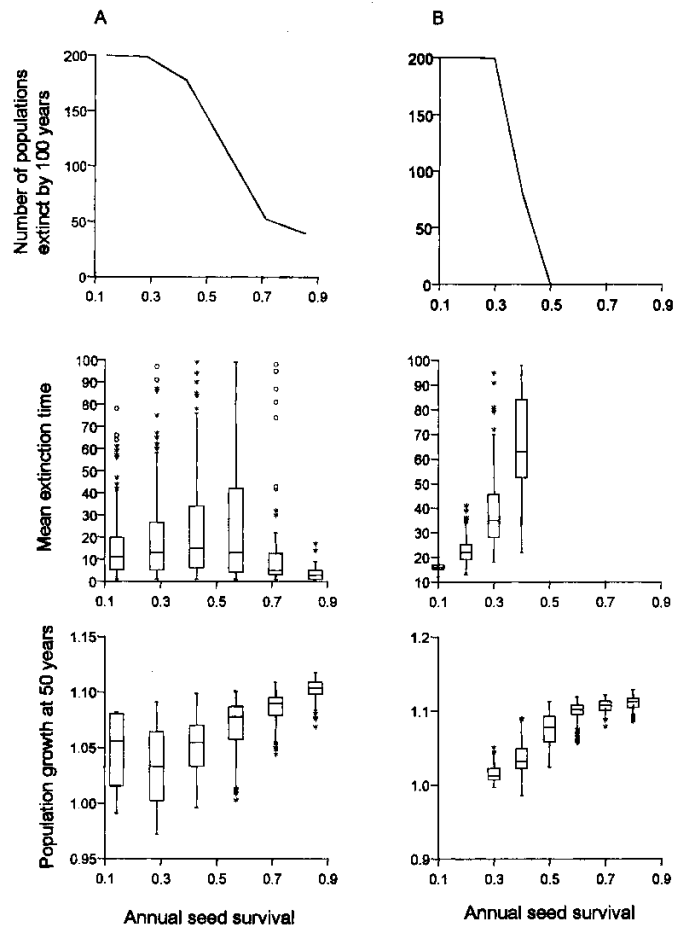 A
B
Number of populations
extinct by 100 years
200
150
100
50
0
0.1 0.3 0.5 0.7 0.9
200
150
100
50
0
0.1 0.3 0.5 0.7 0.9
Mean extinction time
100
90
80
70
60
50
40
30
20
10
0
0.1 0.3 0.5 0.7 0.9
100
90
80
70
60
50
40
30
20
10
0.1 0.3 0.5 0.7 0.9
Population growth at 50 years
1.15
1.10
1.05
1.00
0.95
0.1 0.3 0.5 0.7 0.9
Annual seed survival
1.2
1.1
1.0
0.9
0.1 0.3 0.5 0.7 0.9
Annual seed survival